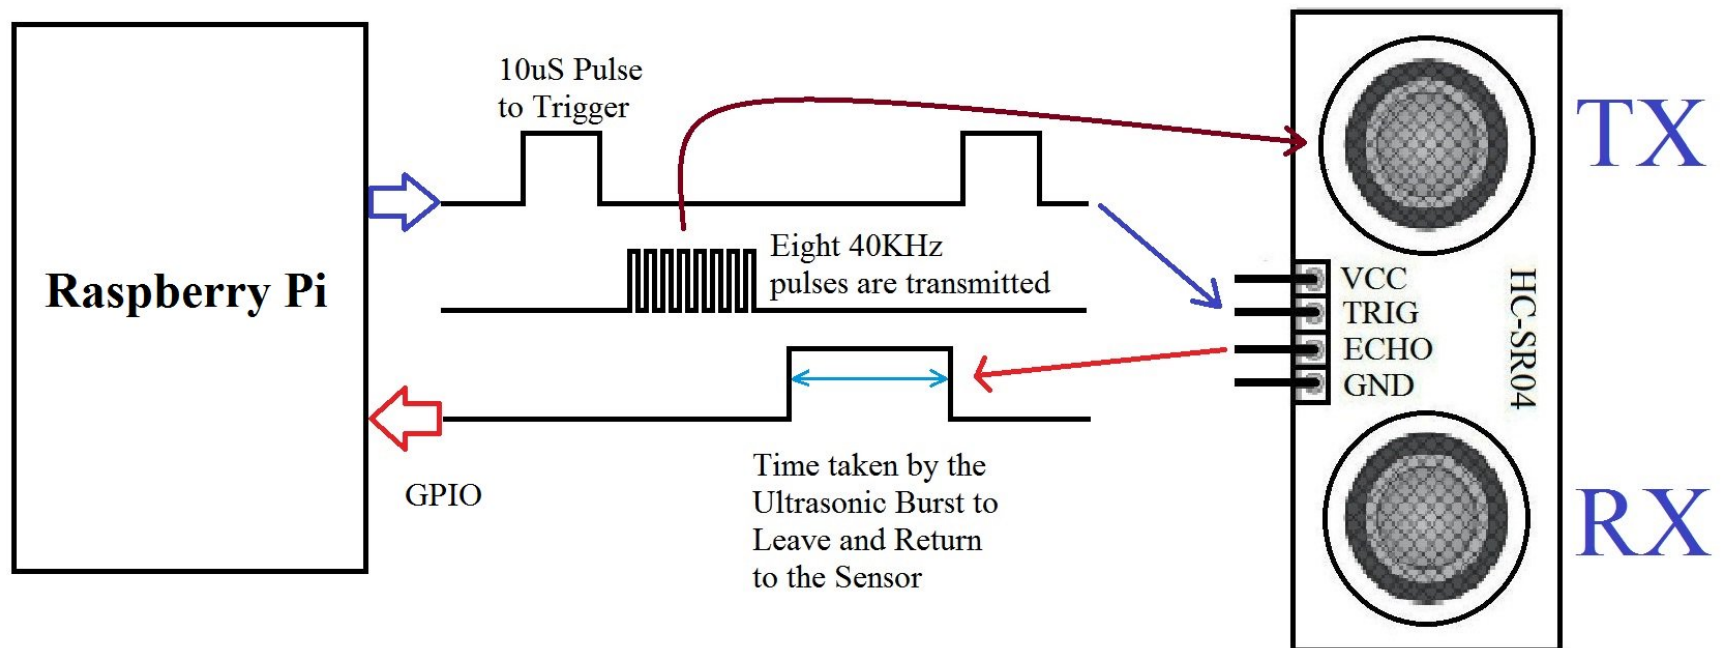 Raspberry Pi
10uS Pulse
to Trigger
Eight 40KHz
pulses are transmitted
GPIO
Time taken by the
Ultrasonic Burst to
Leave and Return
to the Sensor
VCC
TRIG
ECHO
GND
HC-SR04
TX
RX